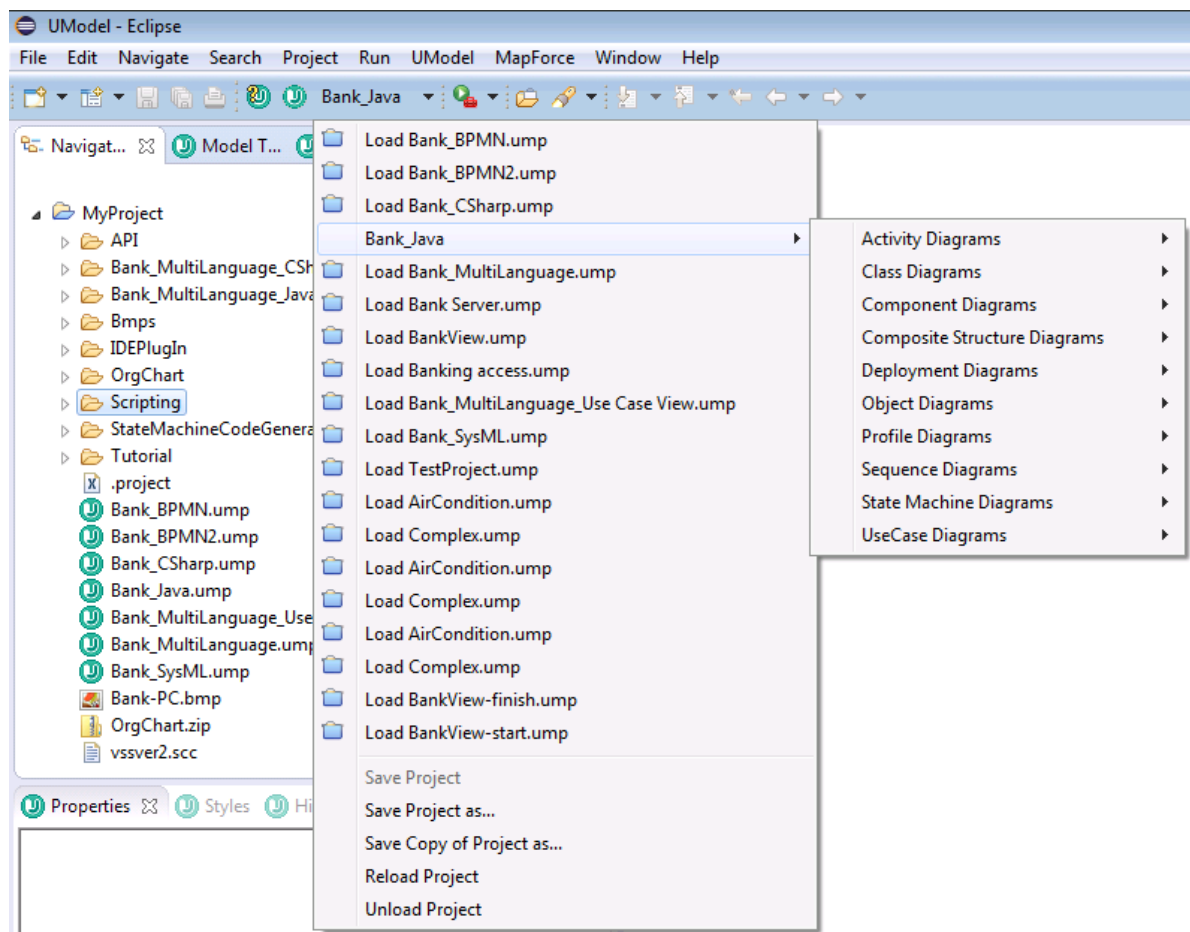 UModel - Eclipse
File Edit Navigate Search Project Run UModel MapForce Window Help
Bank_Java
Navigat... Model T...
MyProject
API
Bank_MultiLanguage_CSh
Bank_MultiLanguage_Java
Bmps
IDEPlugIn
OrgChart
Scripting
StateMachineCodeGenera
Tutorial
.project
Bank_BPMN.ump
Bank_BPMN2.ump
Bank_CSharp.ump
Bank_Java.ump
Bank_MultiLanguage_Use
Bank_MultiLanguage.ump
Bank_SysML.ump
Bank-PC.bmp
OrgChart.zip
vssver2.scc
Properties Styles Hi
Load Bank_BPMN.ump
Load Bank_BPMN2.ump
Load Bank_CSharp.ump
Bank_Java
Load Bank_MultiLanguage.ump
Load Bank Server.ump
Load BankView.ump
Load Banking access.ump
Load Bank_MultiLanguage_Use Case View.ump
Load Bank_SysML.ump
Load TestProject.ump
Load AirCondition.ump
Load Complex.ump
Load AirCondition.ump
Load Complex.ump
Load AirCondition.ump
Load Complex.ump
Load BankView-finish.ump
Load BankView-start.ump
Save Project
Save Project as...
Save Copy of Project as...
Reload Project
Unload Project
Activity Diagrams
Class Diagrams
Component Diagrams
Composite Structure Diagrams
Deployment Diagrams
Object Diagrams
Profile Diagrams
Sequence Diagrams
State Machine Diagrams
UseCase Diagrams